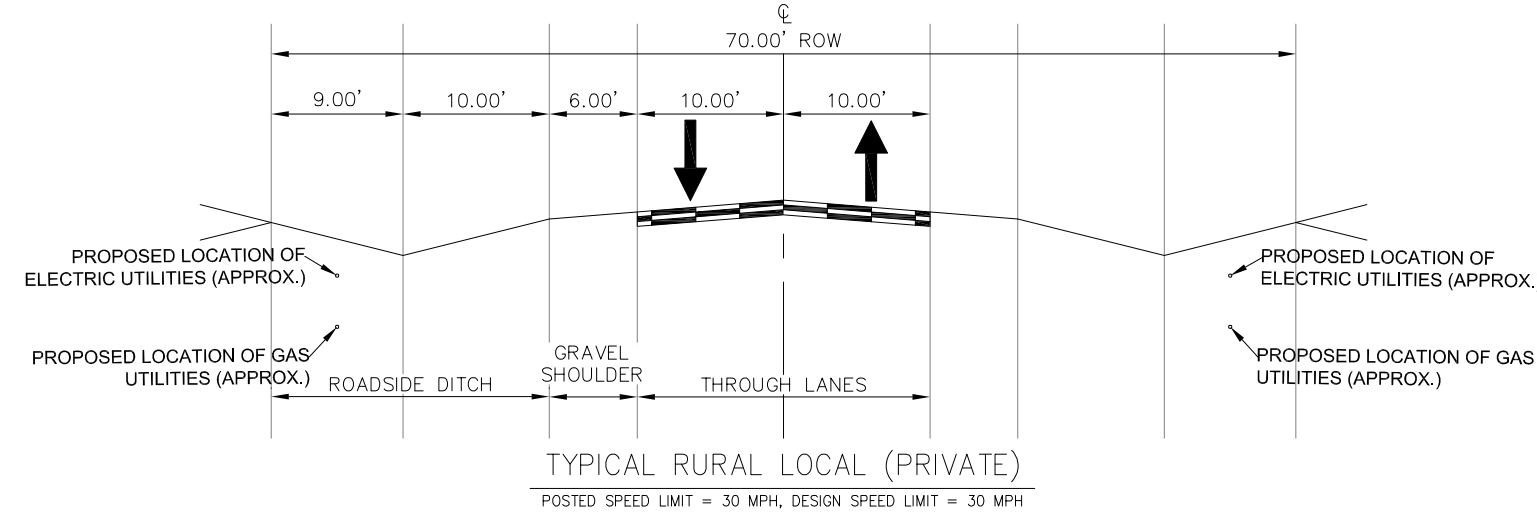 ℄
70.00' ROW
9.00'
10.00'
6.00'
10.00'
10.00'
PROPOSED LOCATION OF
ELECTRIC UTILITIES (APPROX.)
PROPOSED LOCATION OF
ELECTRIC UTILITIES (APPROX.
PROPOSED LOCATION OF GAS
UTILITIES (APPROX.)
PROPOSED LOCATION OF GAS
UTILITIES (APPROX.)
ROADSIDE DITCH
GRAVEL
SHOULDER
THROUGH LANES
TYPICAL RURAL LOCAL (PRIVATE)
POSTED SPEED LIMIT = 30 MPH, DESIGN SPEED LIMIT = 30 MPH